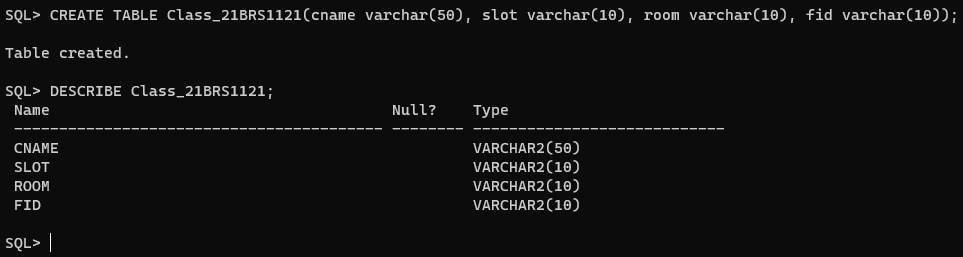 SQL> CREATE TABLE Class_21BRS1121(cname varchar(50), slot varchar(10), room varchar(10), fid varchar(10));
Table created.
SQL> DESCRIBE Class_21BRS1121;
Name Null? Type
----------------------------------------- -------- ----------------------------
CNAME VARCHAR2(50)
SLOT VARCHAR2(10)
ROOM VARCHAR2(10)
FID VARCHAR2(10)
SQL>